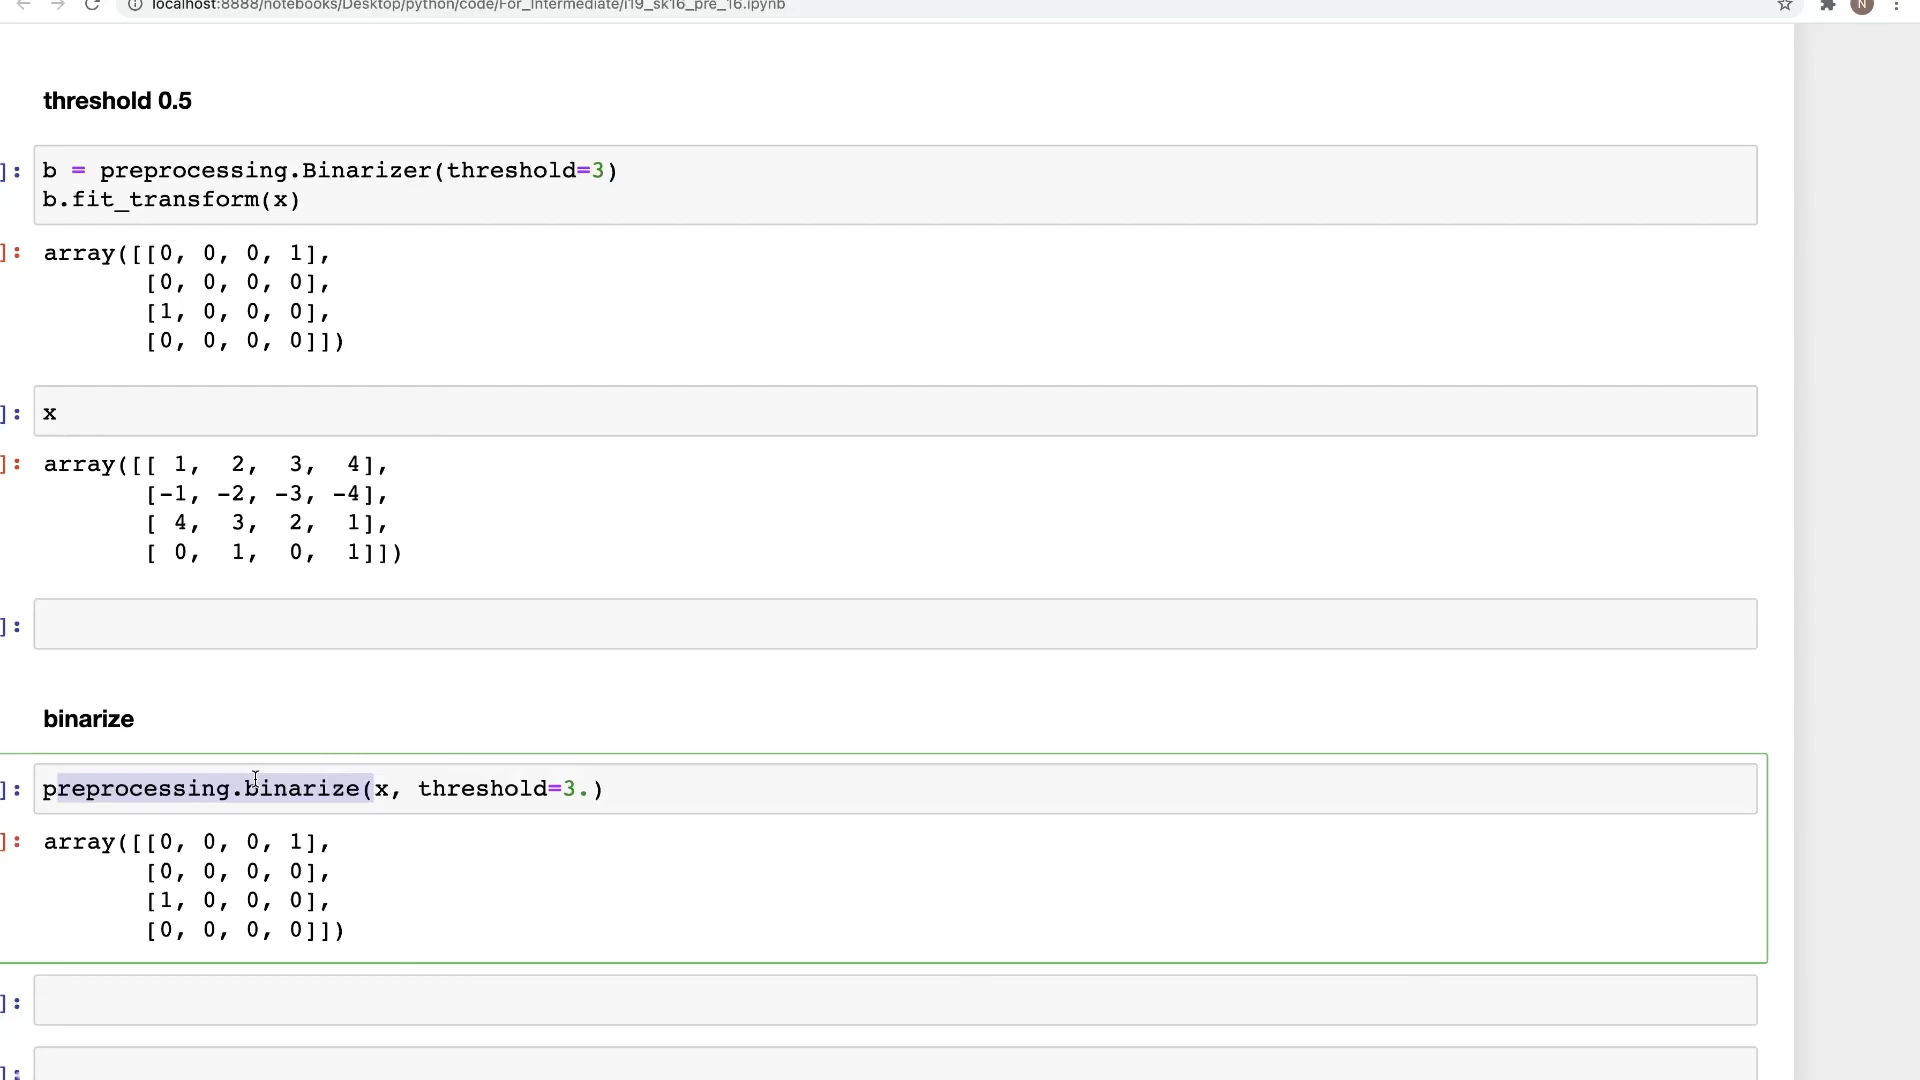 localhost:8888/notebooks/Desktop/python/code/For_Intermediate/i19_sk16_pre_16.ipynb
N
threshold 0.5
]: b = preprocessing.Binarizer(threshold=3)
b.fit_transform(x)
]: array([[0, 0, 0, 1],
[0, 0, 0, 0],
[1, 0, 0, 0],
[0, 0, 0, 0]])
]: x
]: array([[ 1,  2,  3,  4],
[-1, -2, -3, -4],
[ 4,  3,  2,  1],
[ 0,  1,  0,  1]])
]:
binarize
]: preprocessing.binarize(x, threshold=3.)
]: array([[0, 0, 0, 1],
[0, 0, 0, 0],
[1, 0, 0, 0],
[0, 0, 0, 0]])
]:
]: